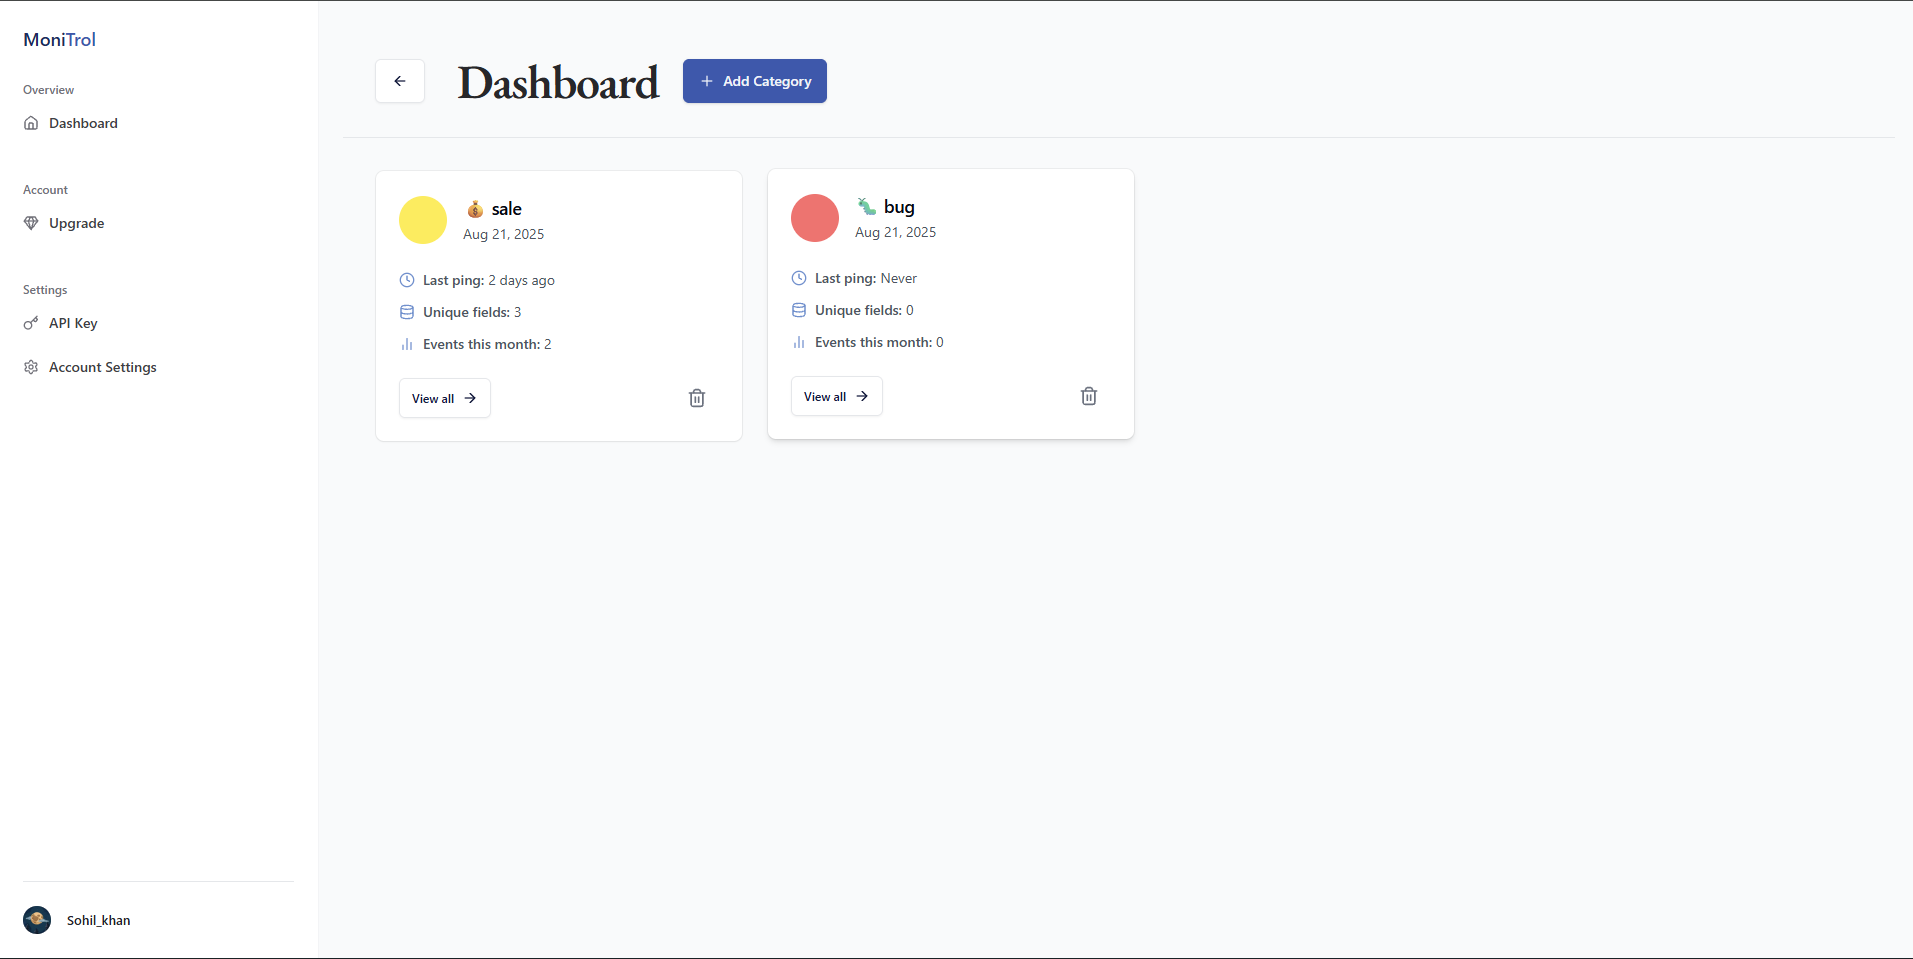 MoniTrol
Overview
Dashboard
Account
Upgrade
Settings
API Key
Account Settings
Sohil_khan
Dashboard
Add Category
sale
Aug 21, 2025
Last ping: 2 days ago
Unique fields: 3
Events this month: 2
View all
bug
Aug 21, 2025
Last ping: Never
Unique fields: 0
Events this month: 0
View all